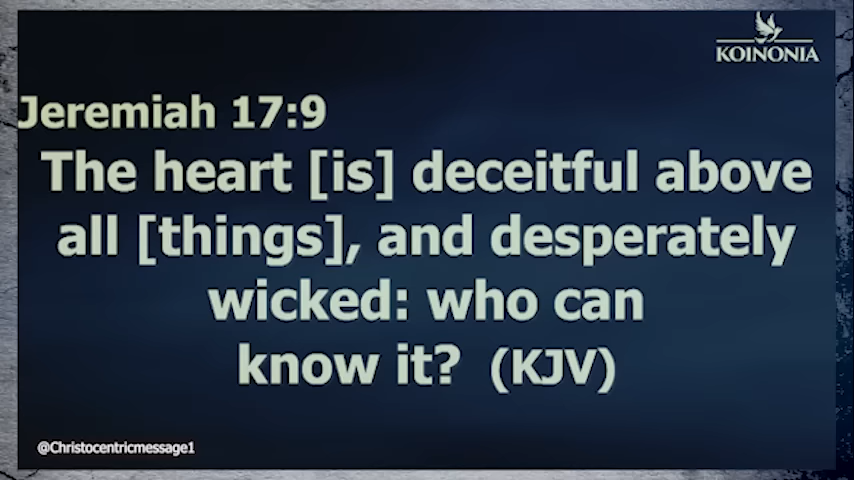 KOINONIA
Jeremiah 17:9
The heart [is] deceitful above
all [things], and desperately
wicked: who can
know it? (KJV)
@Christocentricmessage1